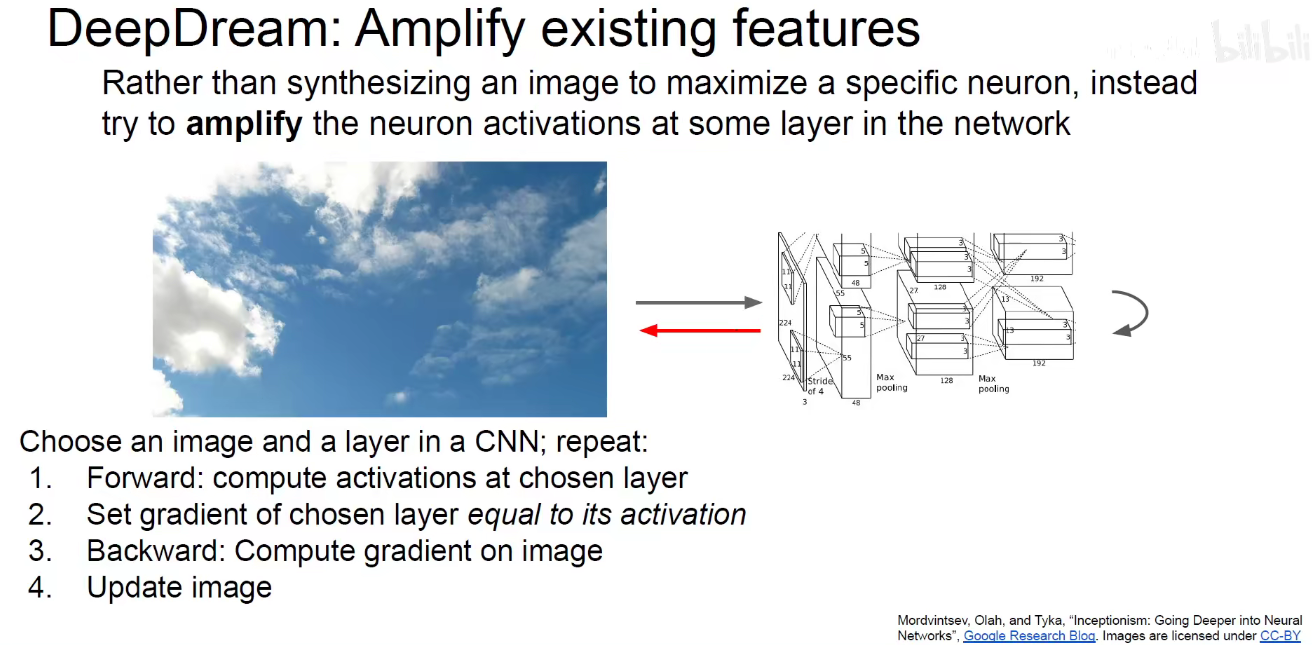 DeepDream: Amplify existing features
bilibili
Rather than synthesizing an image to maximize a specific neuron, instead
try to amplify the neuron activations at some layer in the network
11
11
224
11
11
224
3
Stride
of 4
5
5
48
55
5
5
55
48
Max
pooling
3
3
3
128
27
3
3
27
3
3
128
Max
pooling
3
3
192
13
3
3
13
192
Choose an image and a layer in a CNN; repeat:
1. Forward: compute activations at chosen layer
2. Set gradient of chosen layer equal to its activation
3. Backward: Compute gradient on image
4. Update image
Mordvintsev, Olah, and Tyka, “Inceptionism: Going Deeper into Neural
Networks”, Google Research Blog. Images are licensed under CC-BY